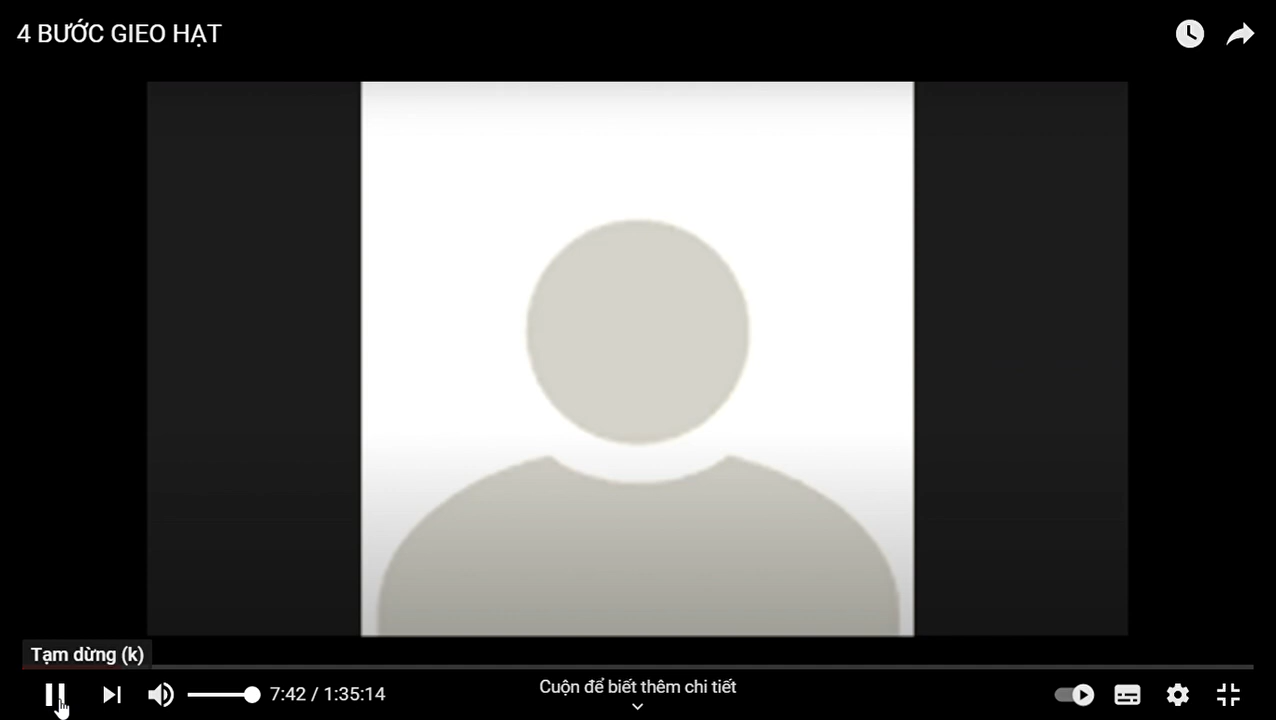 4 BƯỚC GIEO HẠT
Tạm dừng (k)
7:42 / 1:35:14
Cuộn để biết thêm chi tiết